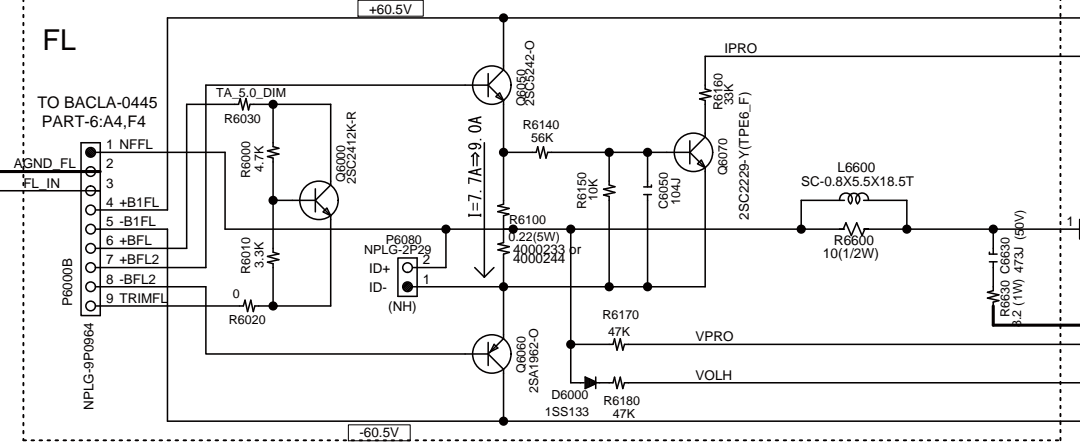 +60.5V
FL
IPRO
TO BACLA-0445
PART-6:A4,F4
TA_5.0_DIM
R6030
Q6050
2SC5242-O
R6160
33K
1 NFFL
AGND_FL 2
FL_IN 3
4 +B1FL
5 -B1FL
6 +BFL
7 +BFL2
8 -BFL2
9 TRIMFL
P6000B
NPLG-9P0964
R6000
4.7K
Q6000
2SC2412K-R
R6010
3.3K
0
R6020
I=7.7A⇒9.0A
R6140
56K
R6150
10K
C6050
104J
Q6070
2SC2229-Y(TPE6_F)
R6100
0.22(5W)
4000233 or
4000244
P6080
NPLG-2P29
ID+ 2
ID- 1
(NH)
L6600
SC-0.8X5.5X18.5T
R6600
10(1/2W)
1
C6630
473J (50V)
R6630
8.2 (1W)
R6170
47K
VPRO
Q6060
2SA1962-O
D6000
1SS133
VOLH
R6180
47K
-60.5V